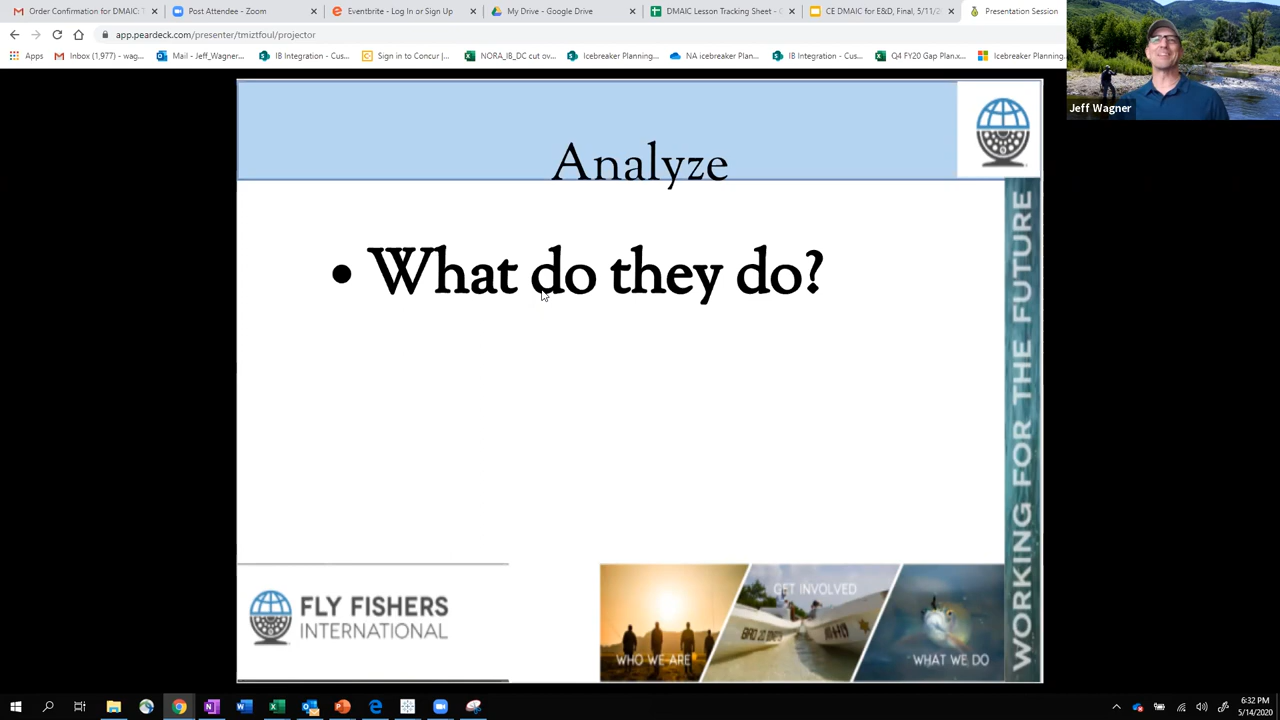 Order Confirmation for DMAIC: T
Post Attendee - Zoom
Eventbrite - Log In or Sign Up
My Drive - Google Drive
DMAIC Lesson Tracking Sheet -
CE DMAIC for E&D, Final, 5/11/2
Presentation Session
app.peardeck.com/presenter/tmiztfoul/projector
Apps
Inbox (1,977) - wag...
Mail - Jeff_Wagner...
IB Integration - Cus...
Sign in to Concur |...
NORA_IB_DC cut ov...
Icebreaker Planning...
NA icebreaker Plan...
IB Integration - Cus...
Q4 FY20 Gap Plan.x...
Icebreaker Planning
Jeff Wagner
Analyze
• What do they do?
WORKING FOR THE FUTURE
FLY FISHERS
INTERNATIONAL
WHO WE ARE
GET INVOLVED
WHAT WE DO
6:32 PM
5/14/2020